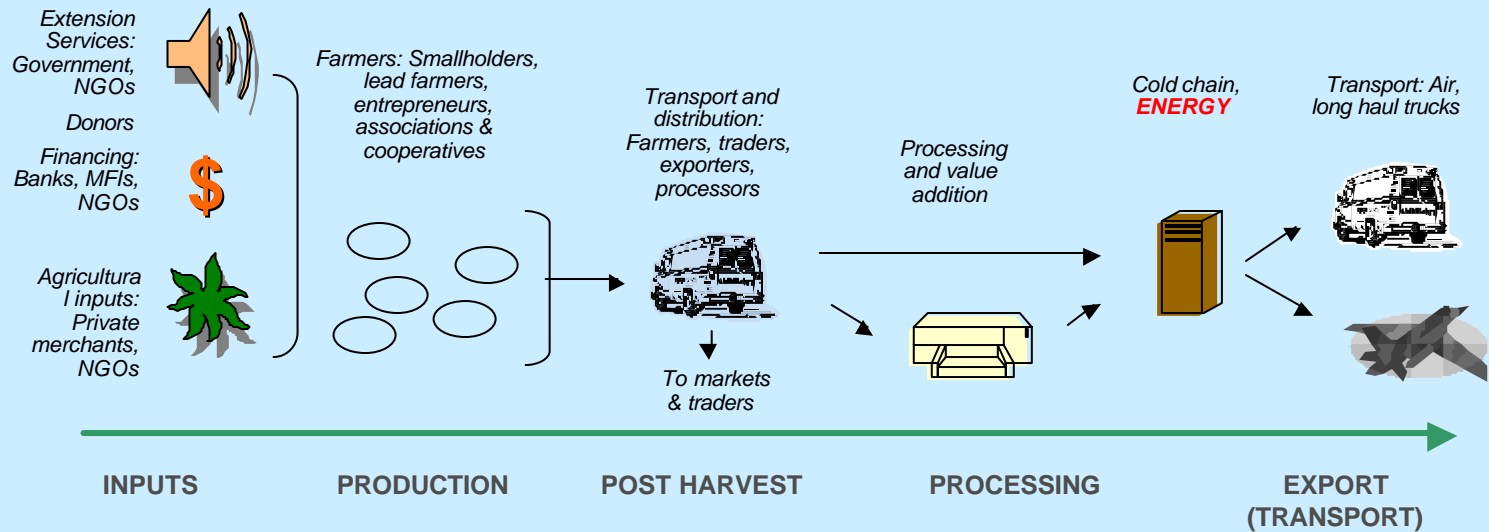 Extension
Services:
Government,
NGOs
Donors
Financing:
Banks, MFIs,
NGOs
$
Agricultura
l inputs:
Private
merchants,
NGOs
Farmers: Smallholders,
lead farmers,
entrepreneurs,
associations &
cooperatives
Transport and
distribution:
Farmers, traders,
exporters,
processors
To markets
& traders
Processing
and value
addition
Cold chain,
ENERGY
Transport: Air,
long haul trucks
INPUTS
PRODUCTION
POST HARVEST
PROCESSING
EXPORT
(TRANSPORT)